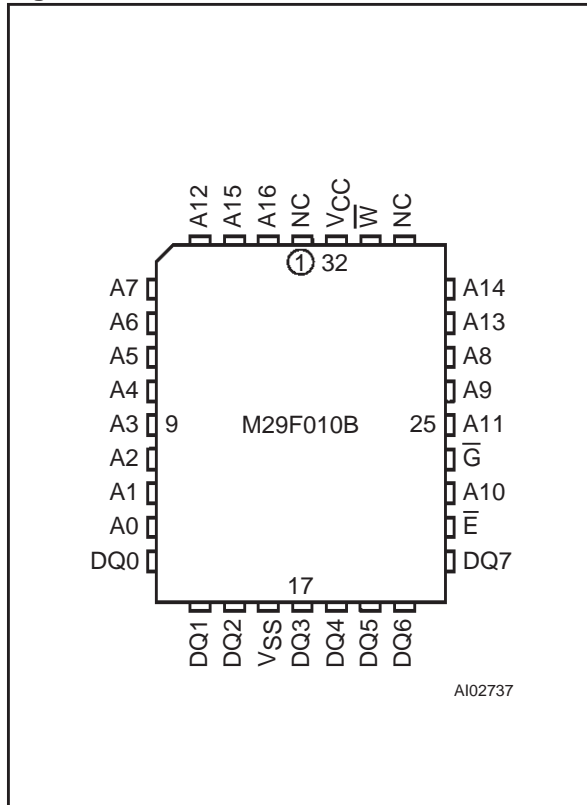 A12 A15 A16 NC VCC W̅ NC
1 32
A7 A14
A6 A13
A5 A8
A4 A9
A3 9 M29F010B 25 A11
A2 G̅
A1 A10
A0 E̅
DQ0 DQ7
17
DQ1 DQ2 VSS DQ3 DQ4 DQ5 DQ6
AI02737